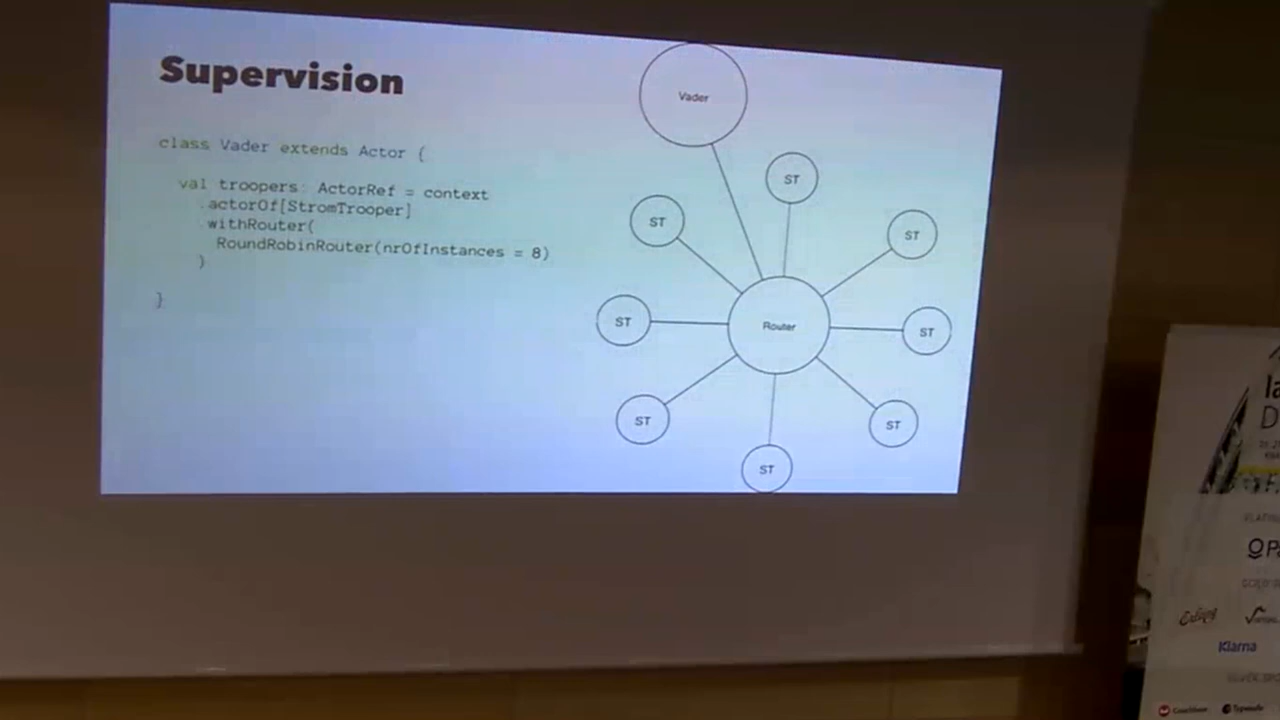 Supervision
class Vader extends Actor {
val troopers: ActorRef = context
.actorOf[StromTrooper]
.withRouter(
RoundRobinRouter(nrOfInstances = 8)
)
}
Vader
ST
ST
ST
ST
Router
ST
ST
ST
ST
Klarna